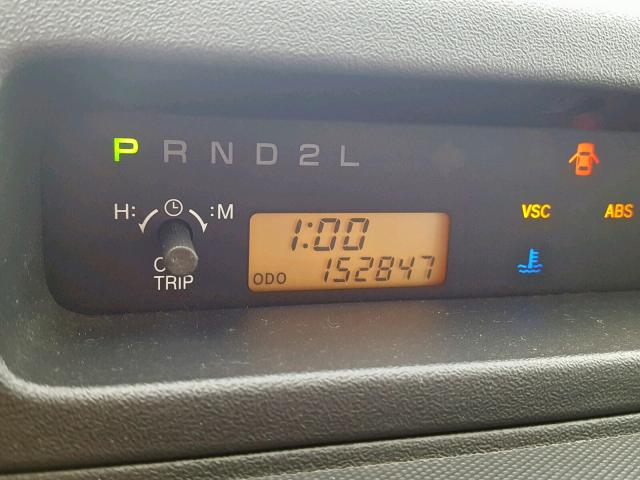 P R N D 2 L
H: :M
VSC ABS
1:00
ODO 152847
TRIP